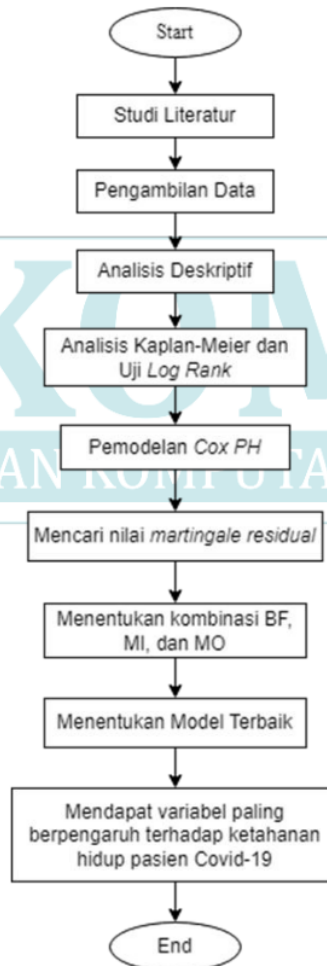 Start
Studi Literatur
Pengambilan Data
Analisis Deskriptif
Analisis Kaplan-Meier dan
Uji Log Rank
Pemodelan Cox PH
Mencari nilai martingale residual
Menentukan kombinasi BF,
MI, dan MO
Menentukan Model Terbaik
Mendapat variabel paling
berpengaruh terhadap ketahanan
hidup pasien Covid-19
End